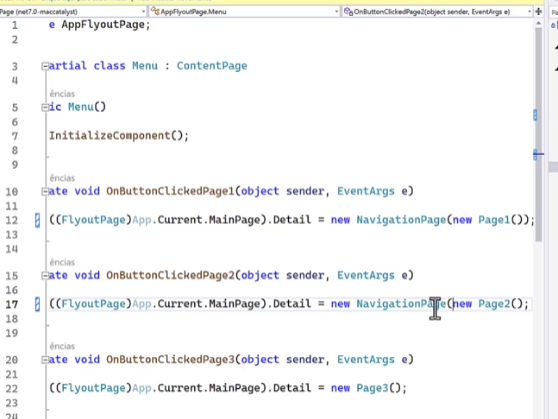 Page (net7.0-maccatalyst) AppFlyoutPage.Menu OnButtonClickedPage2(object sender, EventArgs e)
1 e AppFlyoutPage;
2
3 artial class Menu : ContentPage
4
ências
5 ic Menu()
6
7 InitializeComponent();
8
9
ências
10 ate void OnButtonClickedPage1(object sender, EventArgs e)
11
12 ((FlyoutPage)App.Current.MainPage).Detail = new NavigationPage(new Page1());
13
14
ências
15 ate void OnButtonClickedPage2(object sender, EventArgs e)
16
17 ((FlyoutPage)App.Current.MainPage).Detail = new NavigationPage(new Page2();
18
19
ências
20 ate void OnButtonClickedPage3(object sender, EventArgs e)
21
22 ((FlyoutPage)App.Current.MainPage).Detail = new Page3();
23
24